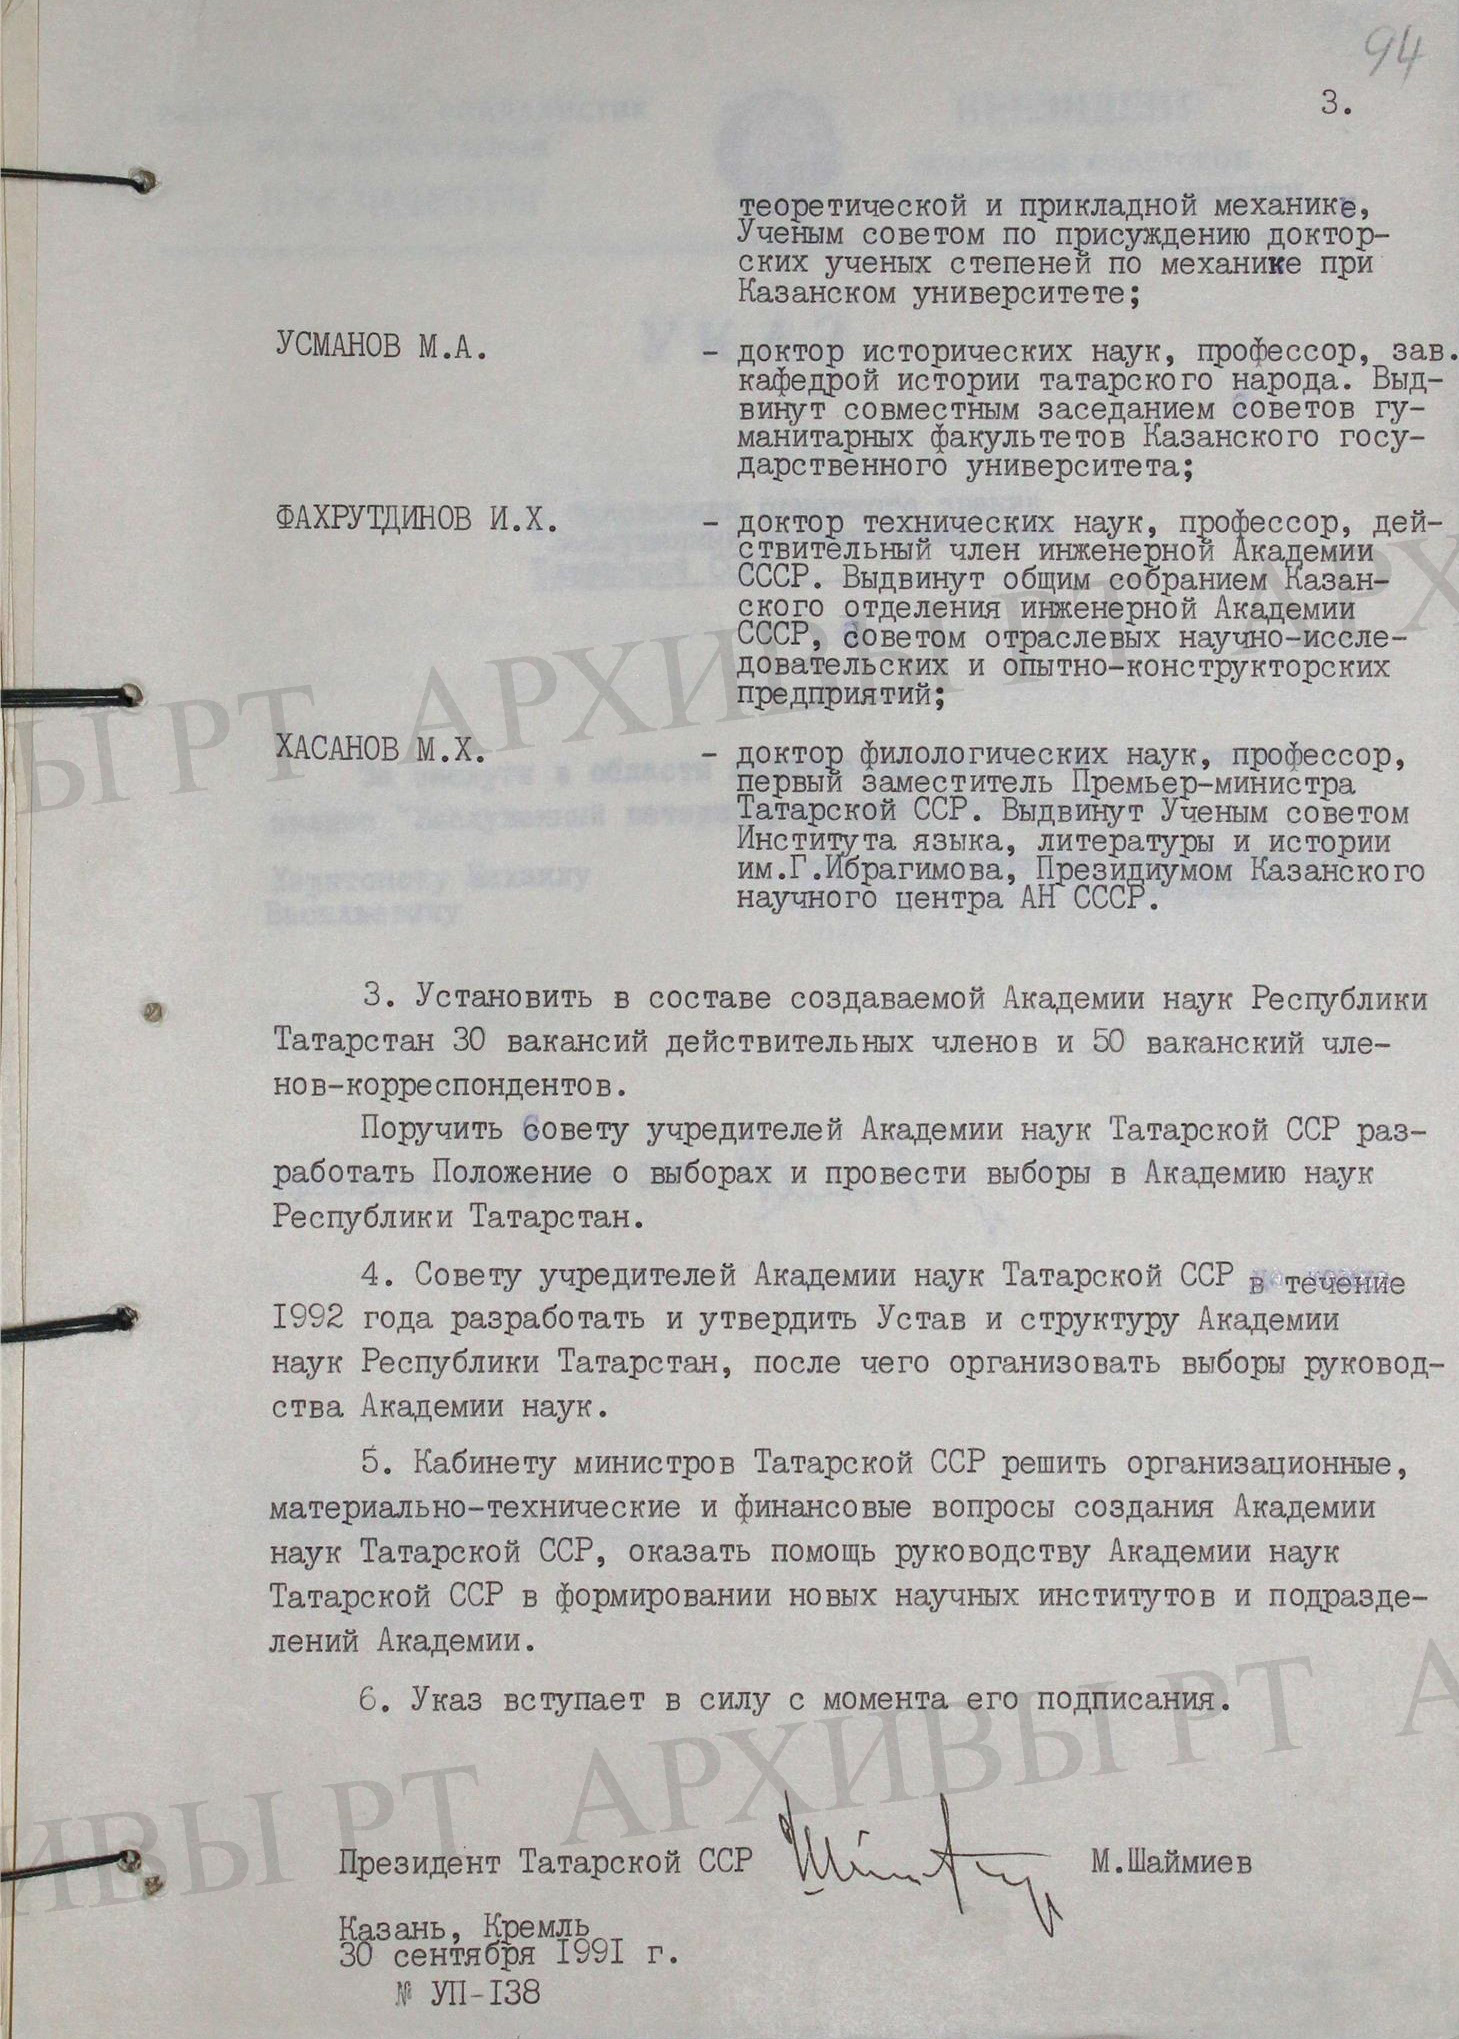 94
3.
теоретической и прикладной механике,
Ученым советом по присуждению доктор-
ских ученых степеней по механике при
Казанском университете;
УСМАНОВ М.А.
- доктор исторических наук, профессор, зав.
кафедрой истории татарского народа. Выд-
винут совместным заседанием советов гу-
манитарных факультетов Казанского госу-
дарственного университета;
ФАХРУТДИНОВ И.Х.
- доктор технических наук, профессор, дей-
ствительный член инженерной Академии
СССР. Выдвинут общим собранием Казан-
ского отделения инженерной Академии
СССР, советом отраслевых научно-иссле-
довательских и опытно-конструкторских
предприятий;
ХАСАНОВ М.Х.
- доктор филологических наук, профессор,
первый заместитель Премьер-министра
Татарской ССР. Выдвинут Ученым советом
Института языка, литературы и истории
им.Г.Ибрагимова, Президиумом Казанского
научного центра АН СССР.
3. Установить в составе создаваемой Академии наук Республики
Татарстан 30 вакансий действительных членов и 50 ваканский чле-
нов-корреспондентов.
Поручить совету учредителей Академии наук Татарской ССР раз-
работать Положение о выборах и провести выборы в Академию наук
Республики Татарстан.
4. Совету учредителей Академии наук Татарской ССР в течение
I992 года разработать и утвердить Устав и структуру Академии
наук Республики Татарстан, после чего организовать выборы руковод-
ства Академии наук.
5. Кабинету министров Татарской ССР решить организационные,
материально-технические и финансовые вопросы создания Академии
наук Татарской ССР, оказать помощь руководству Академии наук
Татарской ССР в формировании новых научных институтов и подразде-
лений Академии.
6. Указ вступает в силу с момента его подписания.
Президент Татарской ССР М.Шаймиев
Казань, Кремль
30 сентября I99I г.
№ УП-I38
АРХИВЫ РТ
АРХИВЫ РТ